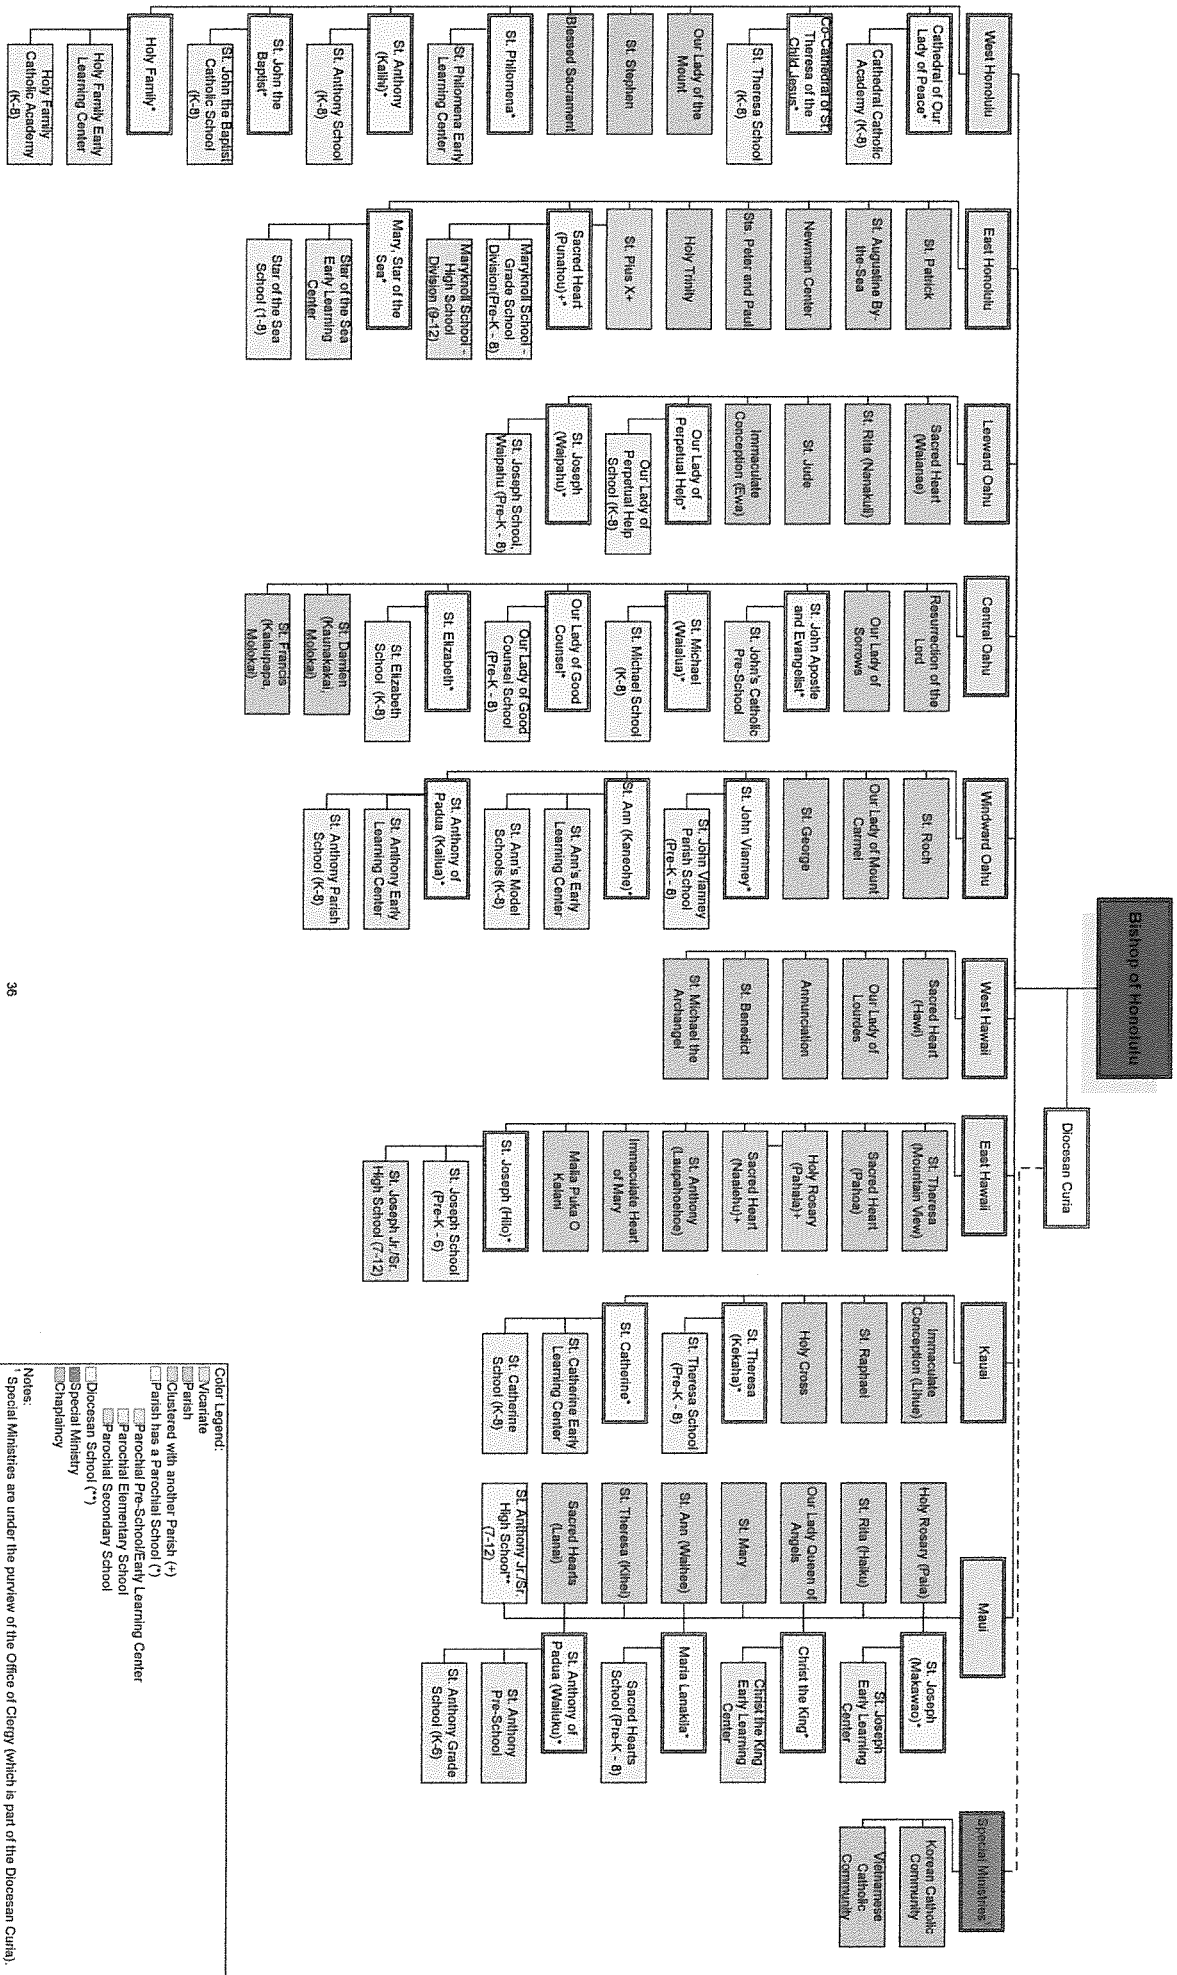 Bishop of Honolulu
Diocesan Curia
West Honolulu
Cathedral of Our
Lady of Peace*
Cathedral Catholic
Academy (K-8)
Co-Cathedral of St.
Theresa of the
Child Jesus*
St. Theresa School
(K-8)
Our Lady of the
Mount
St. Stephen
Blessed Sacrament
St. Philomena*
St. Philomena Early
Learning Center
St. Anthony
(Kalihi)*
St. Anthony School
(K-8)
St. John the
Baptist*
St. John the Baptist
Catholic School
(K-8)
Holy Family*
Holy Family Early
Learning Center
Holy Family
Catholic Academy
(K-8)
East Honolulu
St. Patrick
St. Augustine By
the-Sea
Newman Center
Sts. Peter and Paul
Holy Trinity
St. Pius X+
Sacred Heart
(Punahou)+*
Maryknoll School -
Grade School
Division(Pre-K - 8)
Maryknoll School -
High School
Division (9-12)
Mary, Star of the
Sea*
Star of the Sea
Early Learning
Center
Star of the Sea
School (1-8)
Leeward Oahu
Sacred Heart
(Waianae)
St. Rita (Nanakuli)
St. Jude
Immaculate
Conception (Ewa)
Our Lady of
Perpetual Help*
Our Lady of
Perpetual Help
School (K-8)
St. Joseph
(Waipahu)*
St. Joseph School,
Waipahu (Pre-K - 8)
Central Oahu
Resurrection of the
Lord
Our Lady of
Sorrows
St. John Apostle
and Evangelist*
St. John's Catholic
Pre-School
St. Michael
(Waialua)*
St. Michael School
(K-8)
Our Lady of Good
Counsel*
Our Lady of Good
Counsel School
(Pre-K - 8)
St. Elizabeth*
St. Elizabeth
School (K-8)
St. Damien
(Kaunakakai,
Molokai)
St. Francis
(Kalaupapa,
Molokai)
Windward Oahu
St. Roch
Our Lady of Mount
Carmel
St. George
St. John Vianney*
St. John Vianney
Parish School
(Pre-K - 8)
St. Ann (Kaneohe)*
St. Ann's Early
Learning Center
St. Ann's Model
Schools (K-8)
St. Anthony of
Padua (Kailua)*
St. Anthony Early
Learning Center
St. Anthony Parish
School (K-8)
West Hawaii
Sacred Heart
(Hawi)
Our Lady of
Lourdes
Annunciation
St. Benedict
St. Michael the
Archangel
East Hawaii
St. Theresa
(Mountain View)
Sacred Heart
(Pahoa)
Holy Rosary
(Pahala)+
Sacred Heart
(Naalehu)+
St. Anthony
(Laupahoehoe)
Immaculate Heart
of Mary
Malia Puka O
Kalani
St. Joseph (Hilo)*
St. Joseph School
(Pre-K - 6)
St. Joseph Jr./Sr.
High School (7-12)
Kauai
Immaculate
Conception (Lihue)
St. Raphael
Holy Cross
St. Theresa
(Kekaha)*
St. Theresa School
(Pre-K - 8)
St. Catherine*
St. Catherine Early
Learning Center
St. Catherine
School (K-8)
Maui
Holy Rosary (Paia)
St. Rita (Haiku)
Our Lady Queen of
Angels
St. Mary
St. Ann (Waihee)
St. Theresa (Kihei)
Sacred Hearts
(Lanai)
St. Anthony Jr./Sr.
High School**
(7-12)
St. Joseph
(Makawao)*
St. Joseph
Early Learning
Center
Christ the King*
Christ the King
Early Learning
Center
Maria Lanakila*
Sacred Hearts
School (Pre-K - 8)
St. Anthony of
Padua (Wailuku)*
St. Anthony
Pre-School
St. Anthony Grade
School (K-6)
Special Ministries
Korean Catholic
Community
Vietnamese
Catholic
Community
Color Legend:
Vicariate
Parish
Clustered with another Parish (+)
Parish has a Parochial School (*)
Parochial Pre-School/Early Learning Center
Parochial Elementary School
Parochial Secondary School
Diocesan School (**)
Special Ministry
Chaplaincy
Notes:
¹ Special Ministries are under the purview of the Office of Clergy (which is part of the Diocesan Curia).
36